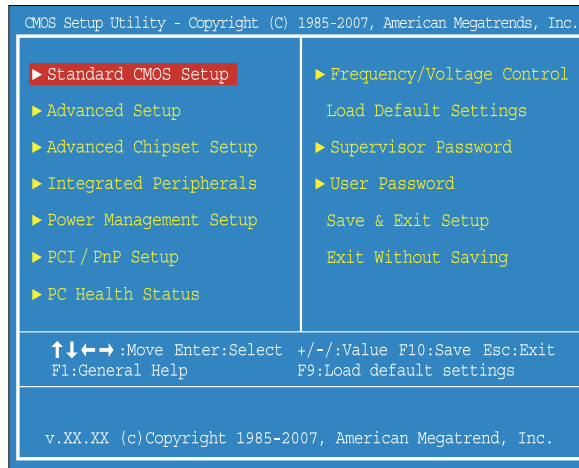 CMOS Setup Utility - Copyright (C) 1985-2007, American Megatrends, Inc.
▶ Standard CMOS Setup
▶ Advanced Setup
▶ Advanced Chipset Setup
▶ Integrated Peripherals
▶ Power Management Setup
▶ PCI / PnP Setup
▶ PC Health Status
▶ Frequency/Voltage Control
Load Default Settings
▶ Supervisor Password
▶ User Password
Save & Exit Setup
Exit Without Saving
↑↓←→ :Move Enter:Select +/-/:Value F10:Save Esc:Exit
F1:General Help F9:Load default settings
v.XX.XX (c)Copyright 1985-2007, American Megatrend, Inc.